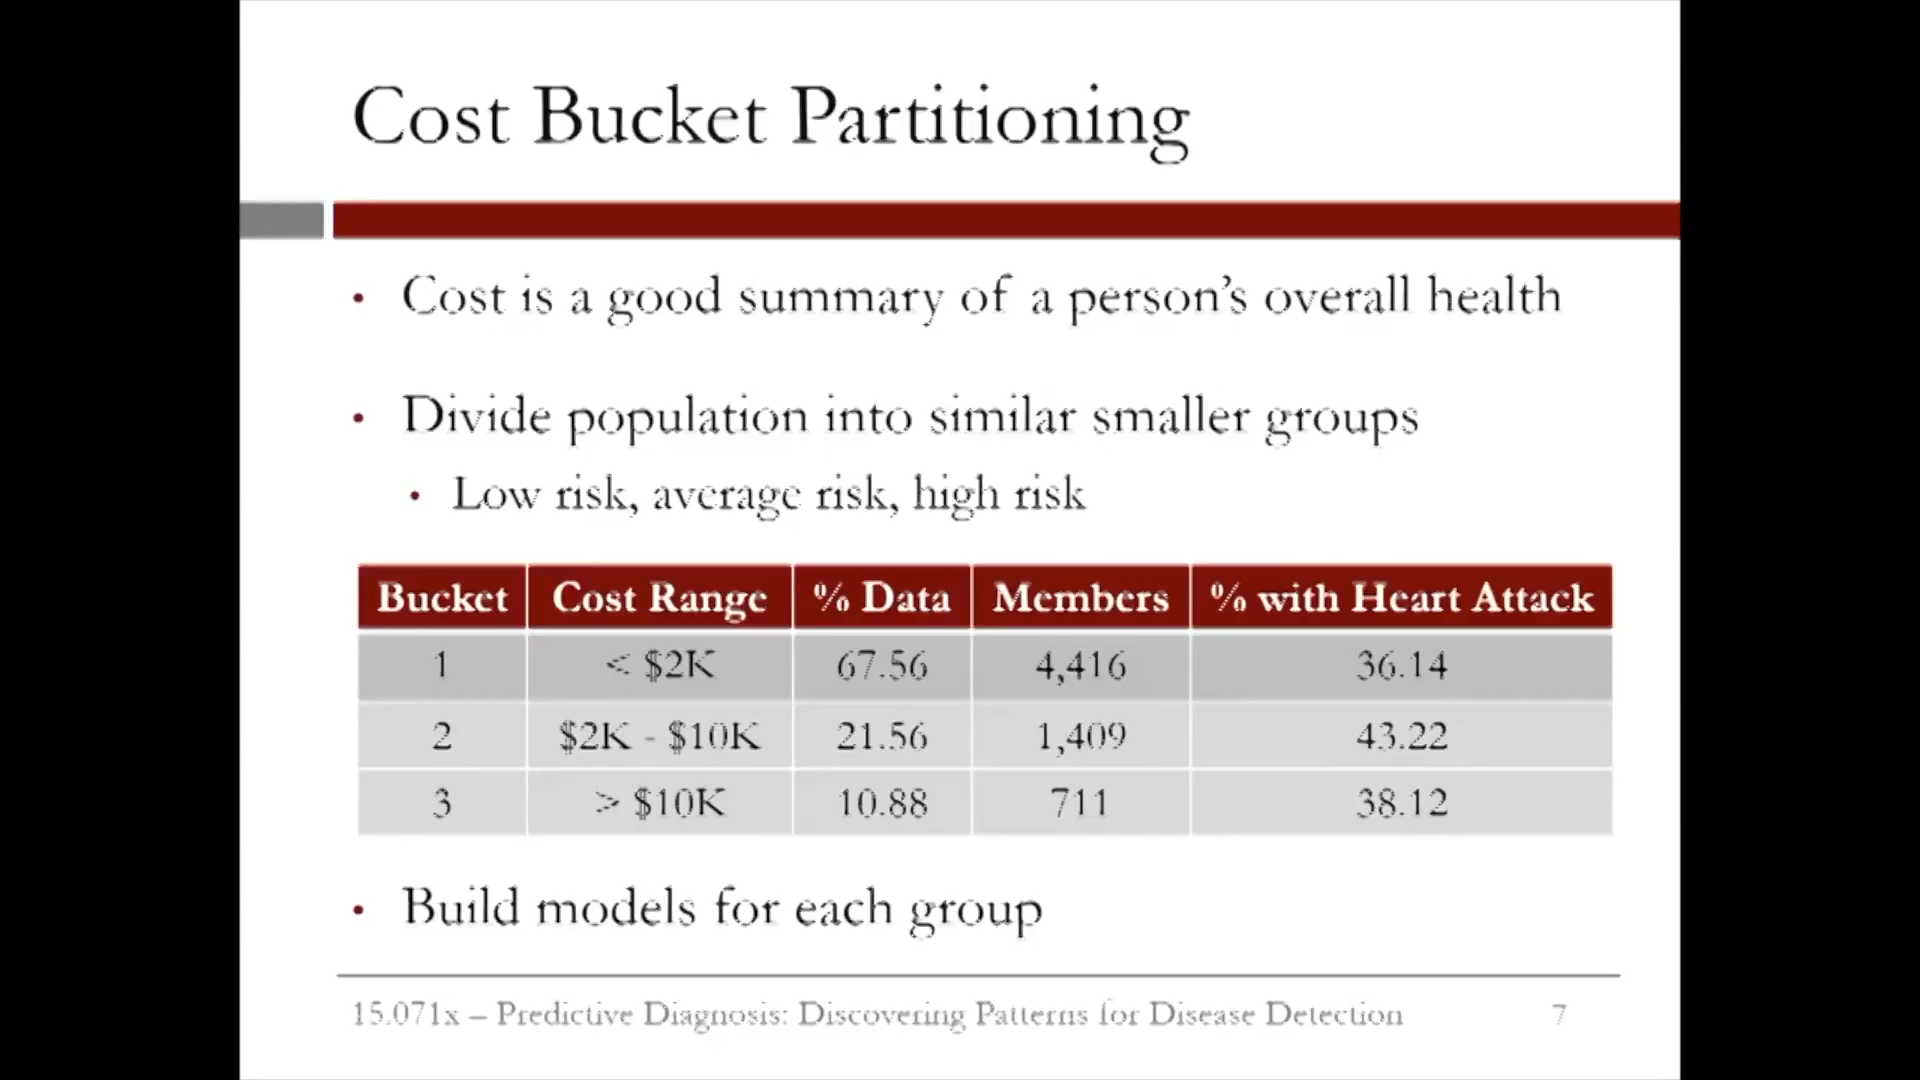 Cost Bucket Partitioning
• Cost is a good summary of a person’s overall health
• Divide population into similar smaller groups
• Low risk, average risk, high risk
Bucket Cost Range % Data Members % with Heart Attack
1 < $2K 67.56 4,416 36.14
2 $2K - $10K 21.56 1,409 43.22
3 > $10K 10.88 711 38.12
• Build models for each group
15.071x – Predictive Diagnosis: Discovering Patterns for Disease Detection 7